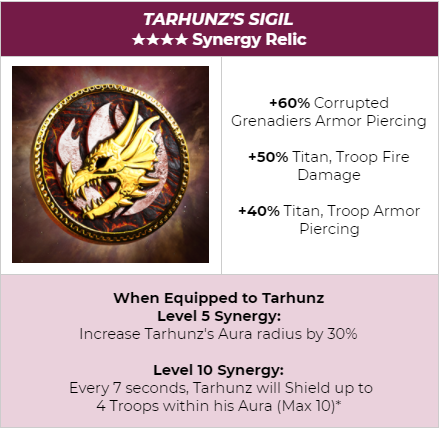 TARHUNZ’S SIGIL
★★★★ Synergy Relic
+60% Corrupted
Grenadiers Armor Piercing
+50% Titan, Troop Fire
Damage
+40% Titan, Troop Armor
Piercing
When Equipped to Tarhunz
Level 5 Synergy:
Increase Tarhunz's Aura radius by 30%
Level 10 Synergy:
Every 7 seconds, Tarhunz will Shield up to
4 Troops within his Aura (Max 10)*